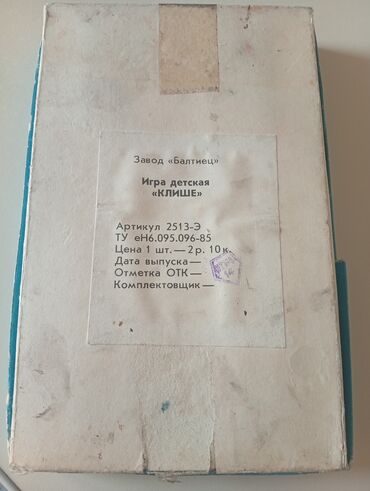 Завод «Балтиец»
Игра детская
«КЛИШЕ»
Артикул 2513-Э
ТУ еН6.095.096-85
Цена 1 шт. — 2 р. 10 к.
Дата выпуска —
Отметка ОТК —
Комплектовщик —